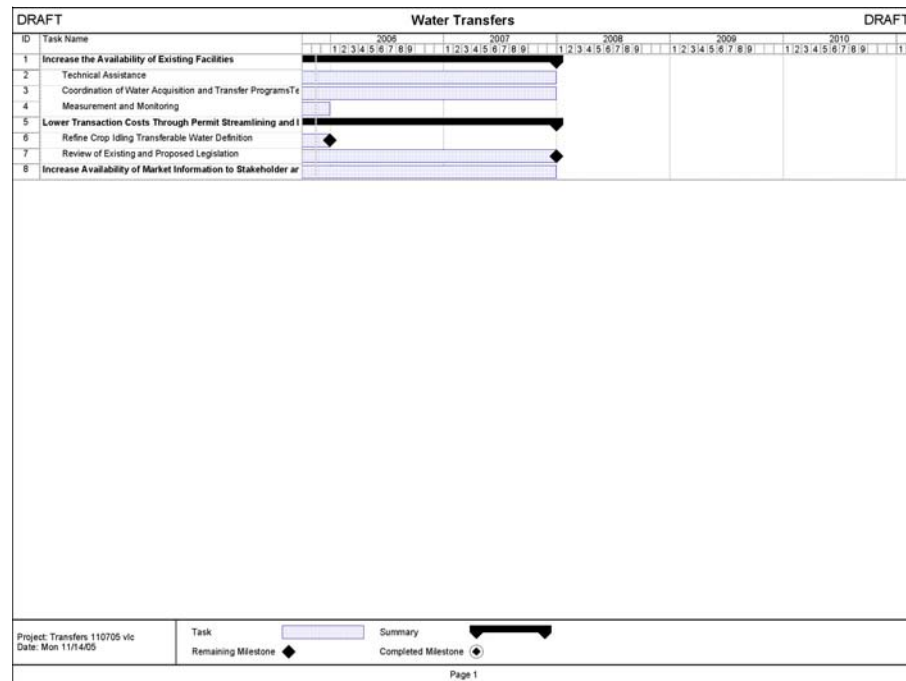 DRAFT Water Transfers DRAFT
ID Task Name 2006 2007 2008 2009 2010
1 2 3 4 5 6 7 8 9 1 2 3 4 5 6 7 8 9 1 2 3 4 5 6 7 8 9 1 2 3 4 5 6 7 8 9 1 2 3 4 5 6 7 8 9 1
1 Increase the Availability of Existing Facilities
2 Technical Assistance
3 Coordination of Water Acquisition and Transfer ProgramsTe
4 Measurement and Monitoring
5 Lower Transaction Costs Through Permit Streamlining and I
6 Refine Crop Idling Transferable Water Definition
7 Review of Existing and Proposed Legislation
8 Increase Availability of Market Information to Stakeholder ar
Project: Transfers 110705 vlc
Date: Mon 11/14/05
Task Summary
Remaining Milestone Completed Milestone
Page 1